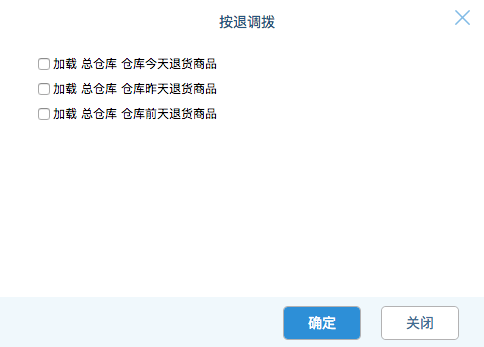 按退调拨
加载 总仓库 仓库今天退货商品
加载 总仓库 仓库昨天退货商品
加载 总仓库 仓库前天退货商品
确定 关闭